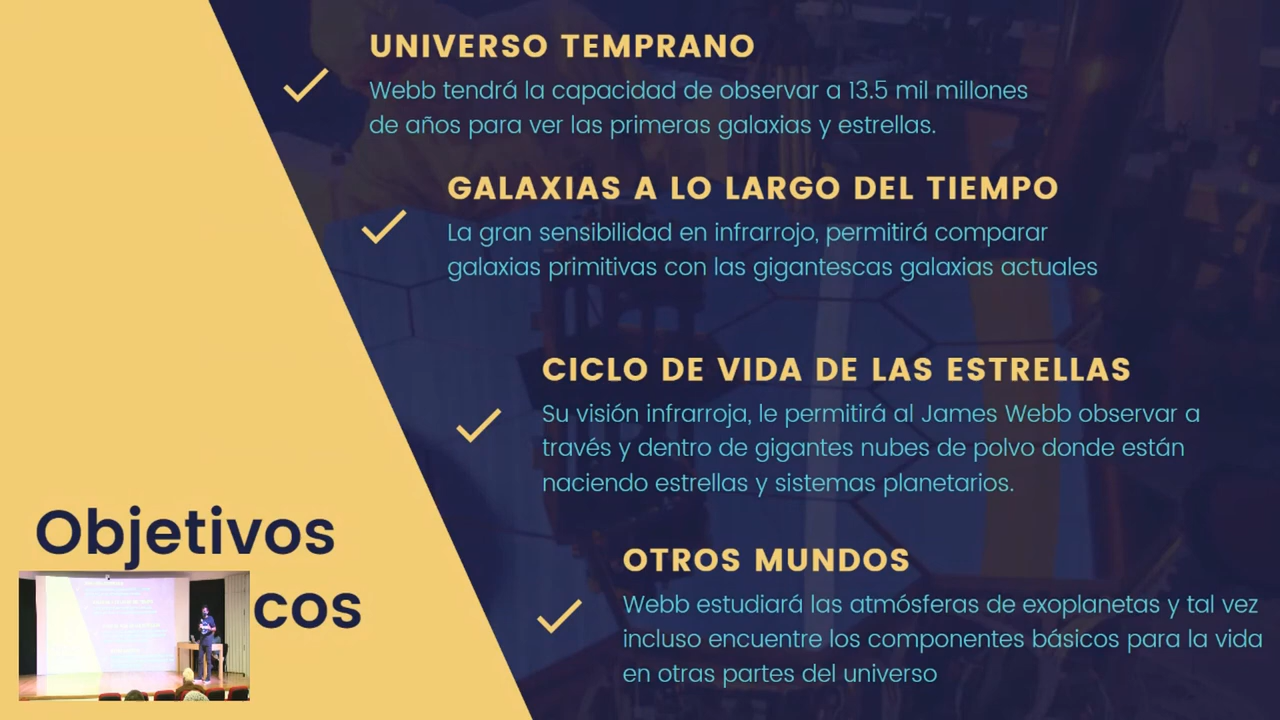 UNIVERSO TEMPRANO
Webb tendrá la capacidad de observar a 13.5 mil millones
de años para ver las primeras galaxias y estrellas.
GALAXIAS A LO LARGO DEL TIEMPO
La gran sensibilidad en infrarrojo, permitirá comparar
galaxias primitivas con las gigantescas galaxias actuales
CICLO DE VIDA DE LAS ESTRELLAS
Su visión infrarroja, le permitirá al James Webb observar a
través y dentro de gigantes nubes de polvo donde están
naciendo estrellas y sistemas planetarios.
OTROS MUNDOS
Webb estudiará las atmósferas de exoplanetas y tal vez
incluso encuentre los componentes básicos para la vida
en otras partes del universo
Objetivos
cos